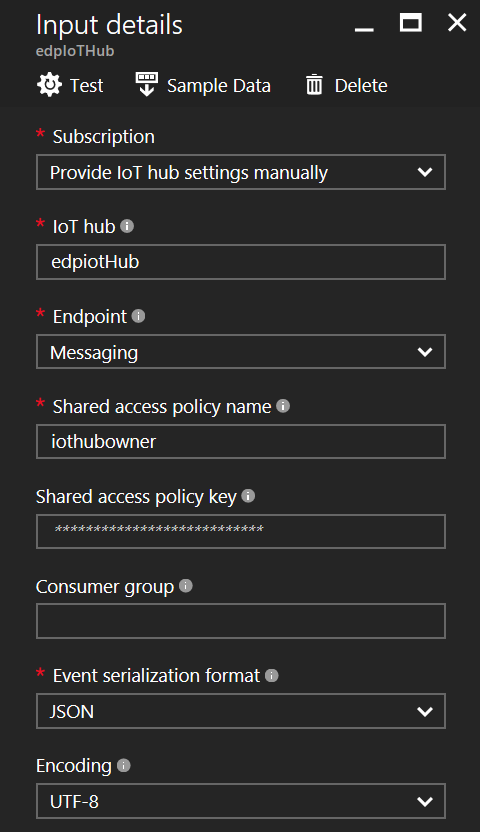 Input details
edpIoTHub
Test Sample Data Delete
* Subscription
Provide IoT hub settings manually
* IoT hub
edpiotHub
* Endpoint
Messaging
* Shared access policy name
iothubowner
Shared access policy key
****************************
Consumer group
* Event serialization format
JSON
Encoding
UTF-8